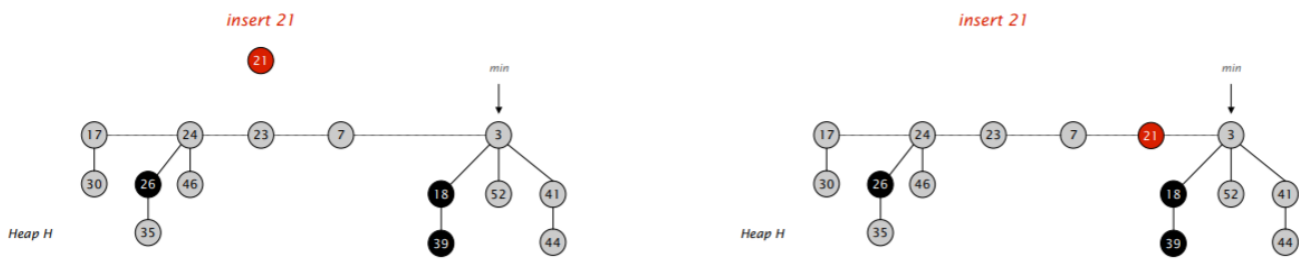 insert 21
21
min
17 24 23 7 3
30 26 46 18 52 41
35 39 44
Heap H
insert 21
min
17 24 23 7 21 3
30 26 46 18 52 41
35 39 44
Heap H